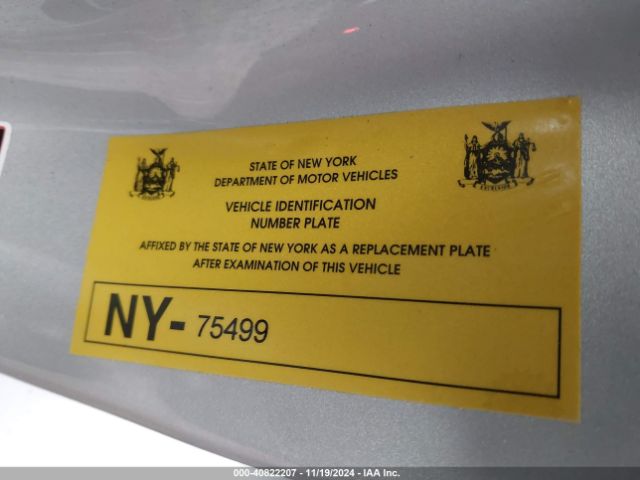 STATE OF NEW YORK
DEPARTMENT OF MOTOR VEHICLES
VEHICLE IDENTIFICATION
NUMBER PLATE
AFFIXED BY THE STATE OF NEW YORK AS A REPLACEMENT PLATE
AFTER EXAMINATION OF THIS VEHICLE
NY- 75499
EXCELSIOR
000-40822207 - 11/19/2024 - IAA Inc.